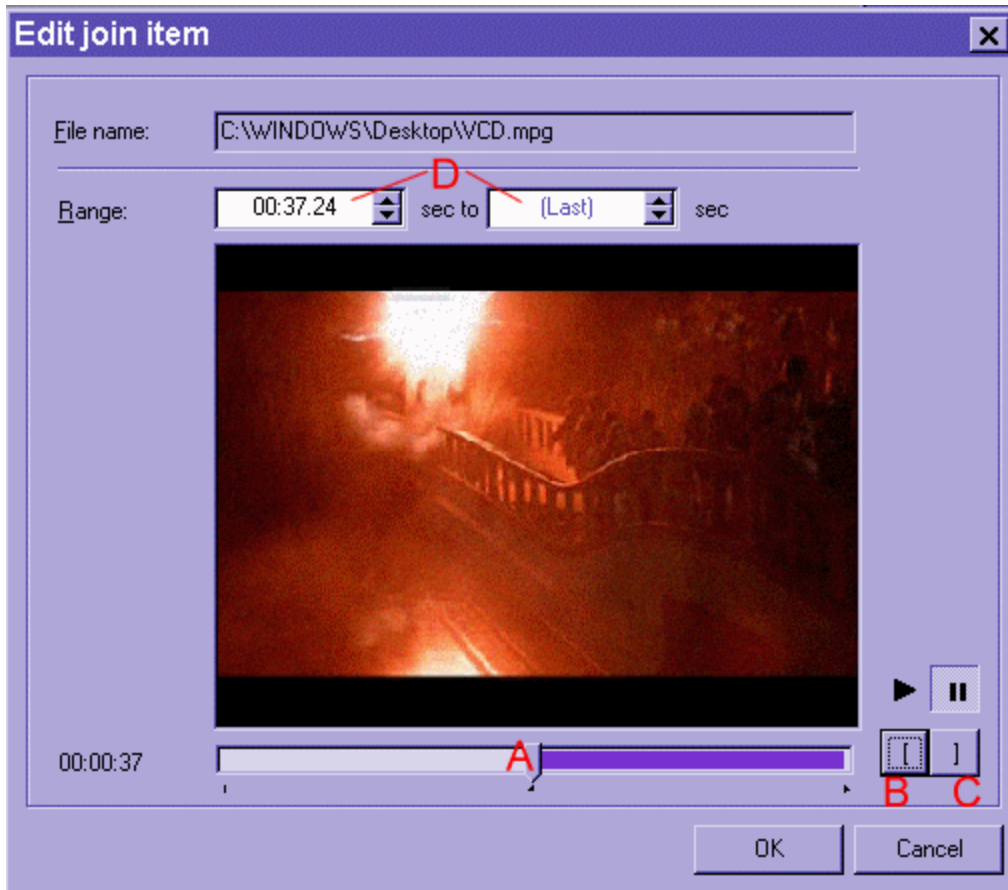 Edit join item
File name: C:\WINDOWS\Desktop\VCD.mpg
D
Range: 00:37.24 sec to (Last) sec
00:00:37 A [ ]
B C
OK Cancel